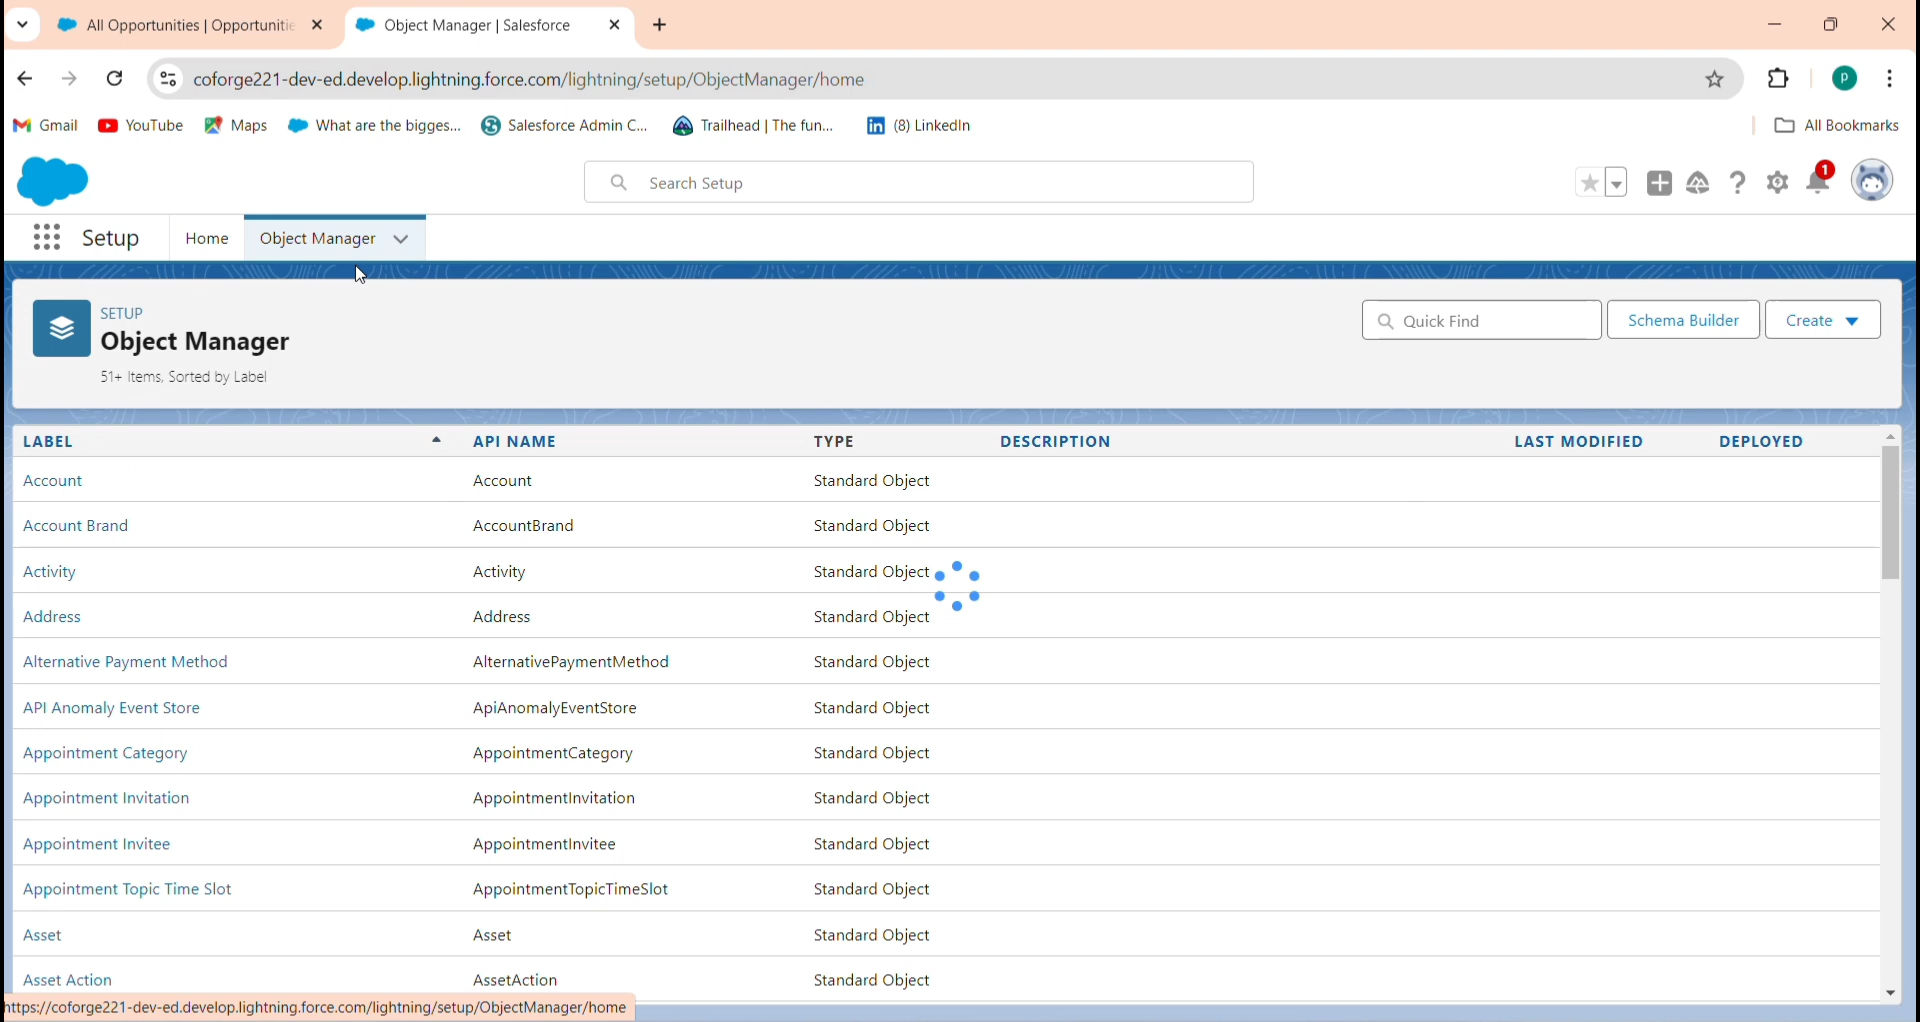 All Opportunities | Opportunitie
Object Manager | Salesforce
coforge221-dev-ed.develop.lightning.force.com/lightning/setup/ObjectManager/home
P
Gmail YouTube Maps What are the bigges... Salesforce Admin C... Trailhead | The fun... (8) LinkedIn All Bookmarks
Search Setup
1
Setup Home Object Manager
SETUP
Object Manager
51+ Items, Sorted by Label
Quick Find
Schema Builder
Create
LABEL API NAME TYPE DESCRIPTION LAST MODIFIED DEPLOYED
Account Account Standard Object
Account Brand AccountBrand Standard Object
Activity Activity Standard Object
Address Address Standard Object
Alternative Payment Method AlternativePaymentMethod Standard Object
API Anomaly Event Store ApiAnomalyEventStore Standard Object
Appointment Category AppointmentCategory Standard Object
Appointment Invitation AppointmentInvitation Standard Object
Appointment Invitee AppointmentInvitee Standard Object
Appointment Topic Time Slot AppointmentTopicTimeSlot Standard Object
Asset Asset Standard Object
Asset Action AssetAction Standard Object
https://coforge221-dev-ed.develop.lightning.force.com/lightning/setup/ObjectManager/home